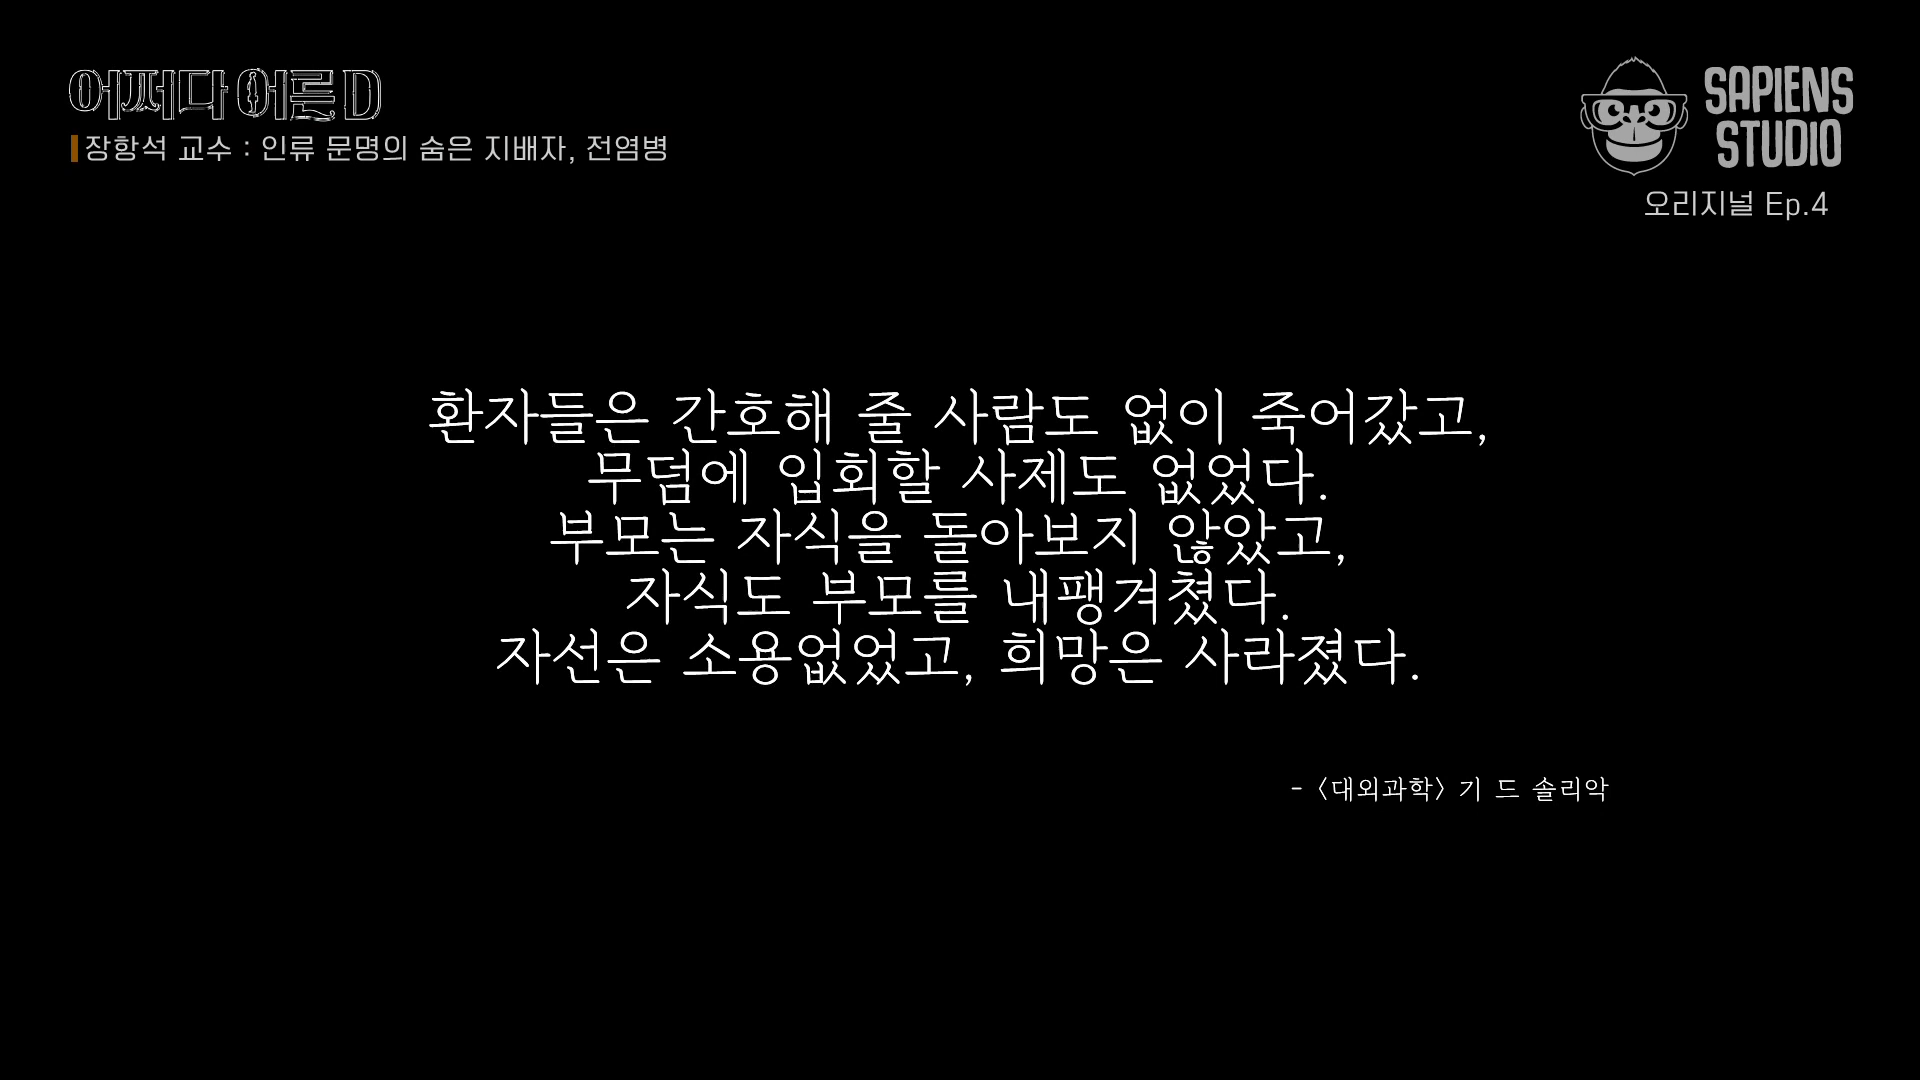 어쩌다 어른 D
장항석 교수 : 인류 문명의 숨은 지배자, 전염병
SAPIENS
STUDIO
오리지널 Ep.4
환자들은 간호해 줄 사람도 없이 죽어갔고,
무덤에 입회할 사제도 없었다.
부모는 자식을 돌아보지 않았고,
자식도 부모를 내팽겨쳤다.
자선은 소용없었고, 희망은 사라졌다.
- <대외과학> 기 드 솔리악